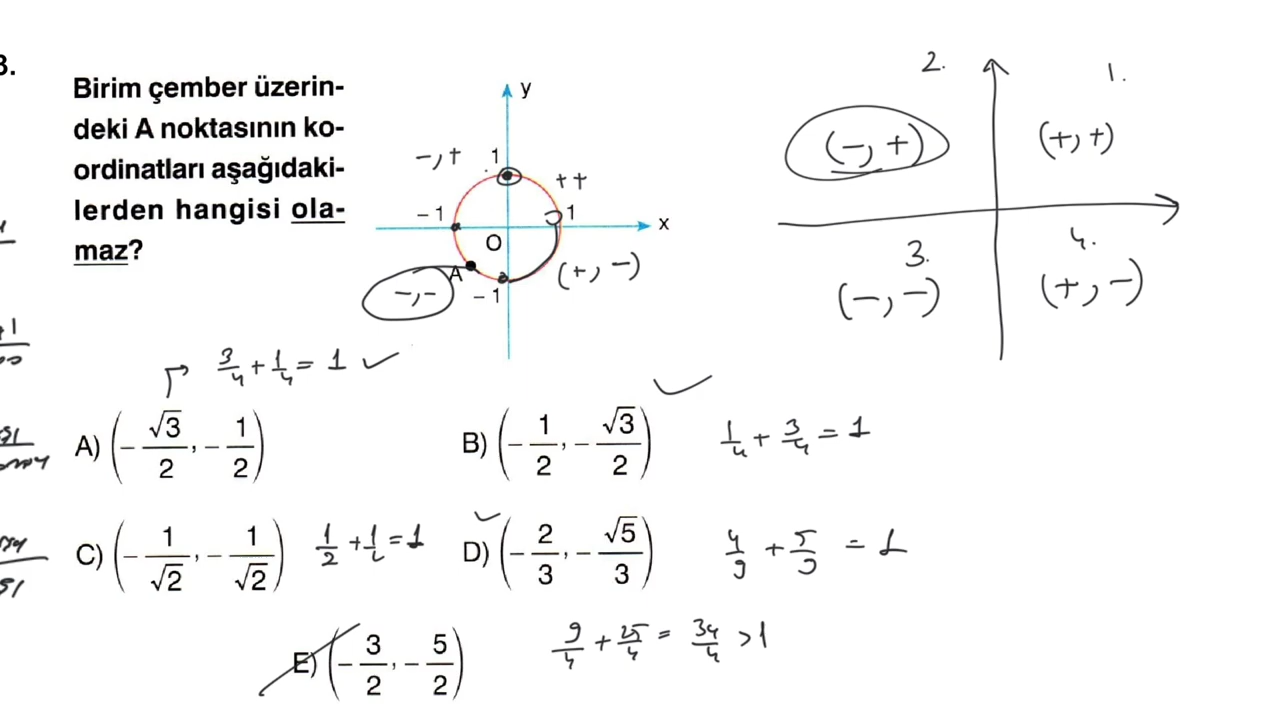 3.
Birim çember üzerin-
deki A noktasının ko-
ordinatları aşağıdaki-
lerden hangisi ola-
maz?
y
-,+
1
++
-1
1
x
O
A
(+,-)
-,-
-1
2.
1.
(-,+)
(+,+)
3.
4.
(-,-)
(+,-)
3/4 + 1/4 = 1 ✓
A) (-√3/2, -1/2)
B) (-1/2, -√3/2) ✓
1/4 + 3/4 = 1
C) (-1/√2, -1/√2)
1/2 + 1/2 = 1
D) (-2/3, -√5/3) ✓
4/9 + 5/9 = 1
E) (-3/2, -5/2)
9/4 + 25/4 = 34/4 >1